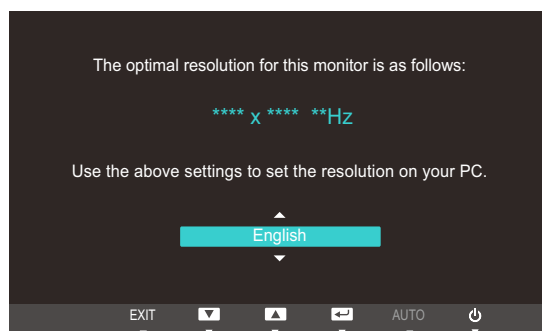 The optimal resolution for this monitor is as follows:
**** x **** **Hz
Use the above settings to set the resolution on your PC.
English
EXIT AUTO